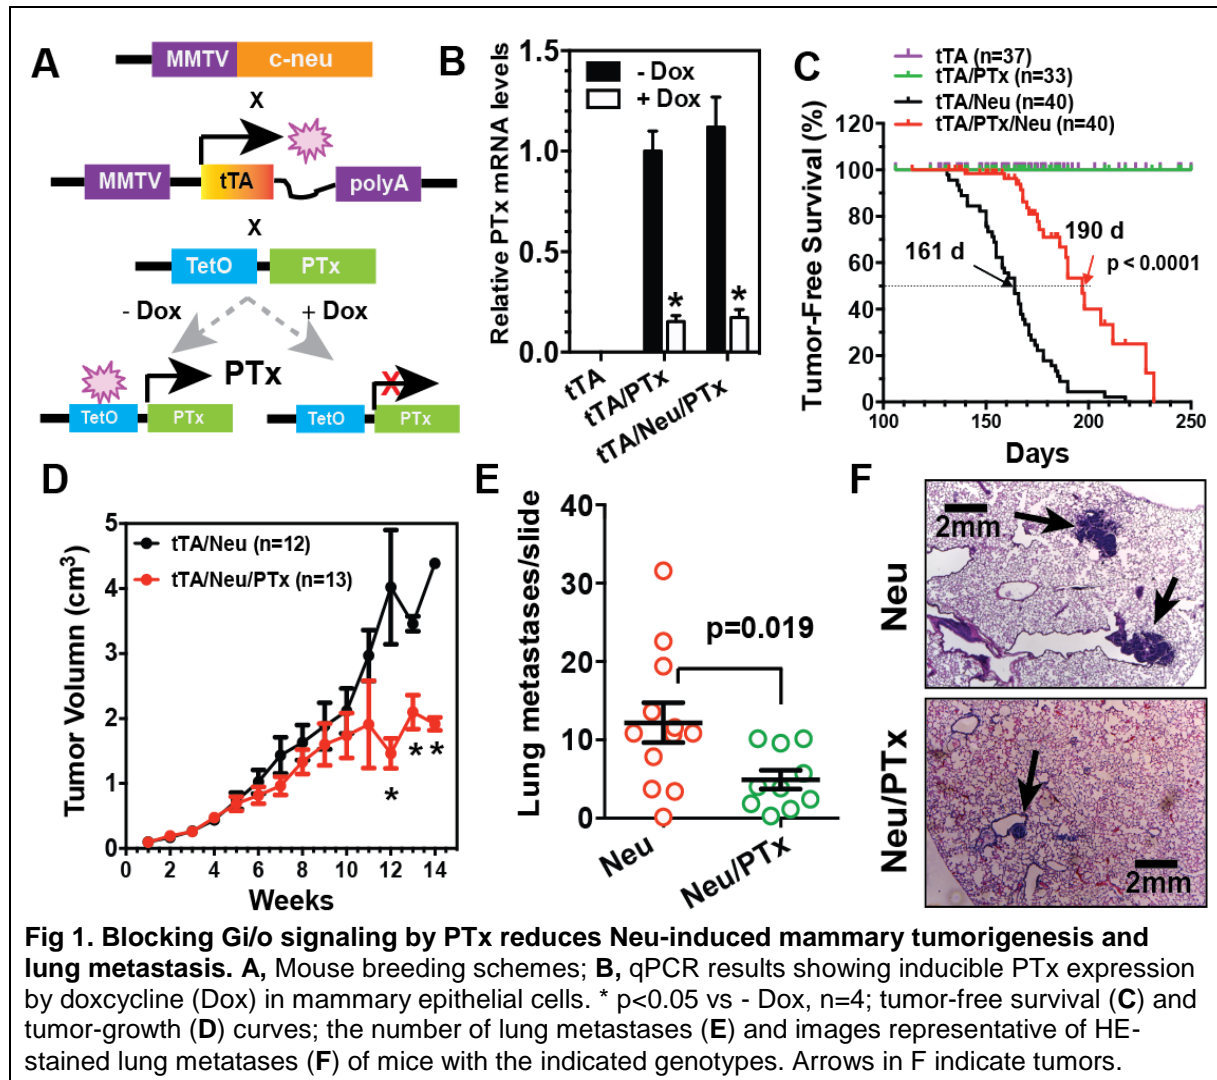 A
MMTV
c-neu
X
MMTV
tTA
polyA
X
TetO
PTx
- Dox
+ Dox
PTx
TetO
PTx
X
TetO
PTx
B
Relative PTx mRNA levels
- Dox
+ Dox
1.0
0.5
0.0
*
*
tTA
tTA/PTx
tTA/Neu/PTx
C
tTA (n=37)
tTA/PTx (n=33)
tTA/Neu (n=40)
tTA/PTx/Neu (n=40)
Tumor-Free Survival (%)
120
100
80
60
40
20
0
161 d
190 d
p < 0.0001
100
150
200
250
Days
D
Tumor Volumn (cm³)
tTA/Neu (n=12)
tTA/Neu/PTx (n=13)
5
4
3
2
1
0
*
*
*
0
2
4
6
8
10
12
14
Weeks
E
Lung metastases/slide
40
30
20
10
0
p=0.019
Neu
Neu/PTx
F
Neu
2mm
Neu/PTx
2mm
Fig 1. Blocking Gi/o signaling by PTx reduces Neu-induced mammary tumorigenesis and
lung metastasis. A, Mouse breeding schemes; B, qPCR results showing inducible PTx expression
by doxcycline (Dox) in mammary epithelial cells. * p<0.05 vs - Dox, n=4; tumor-free survival (C) and
tumor-growth (D) curves; the number of lung metastases (E) and images representative of HE-
stained lung metatases (F) of mice with the indicated genotypes. Arrows in F indicate tumors.